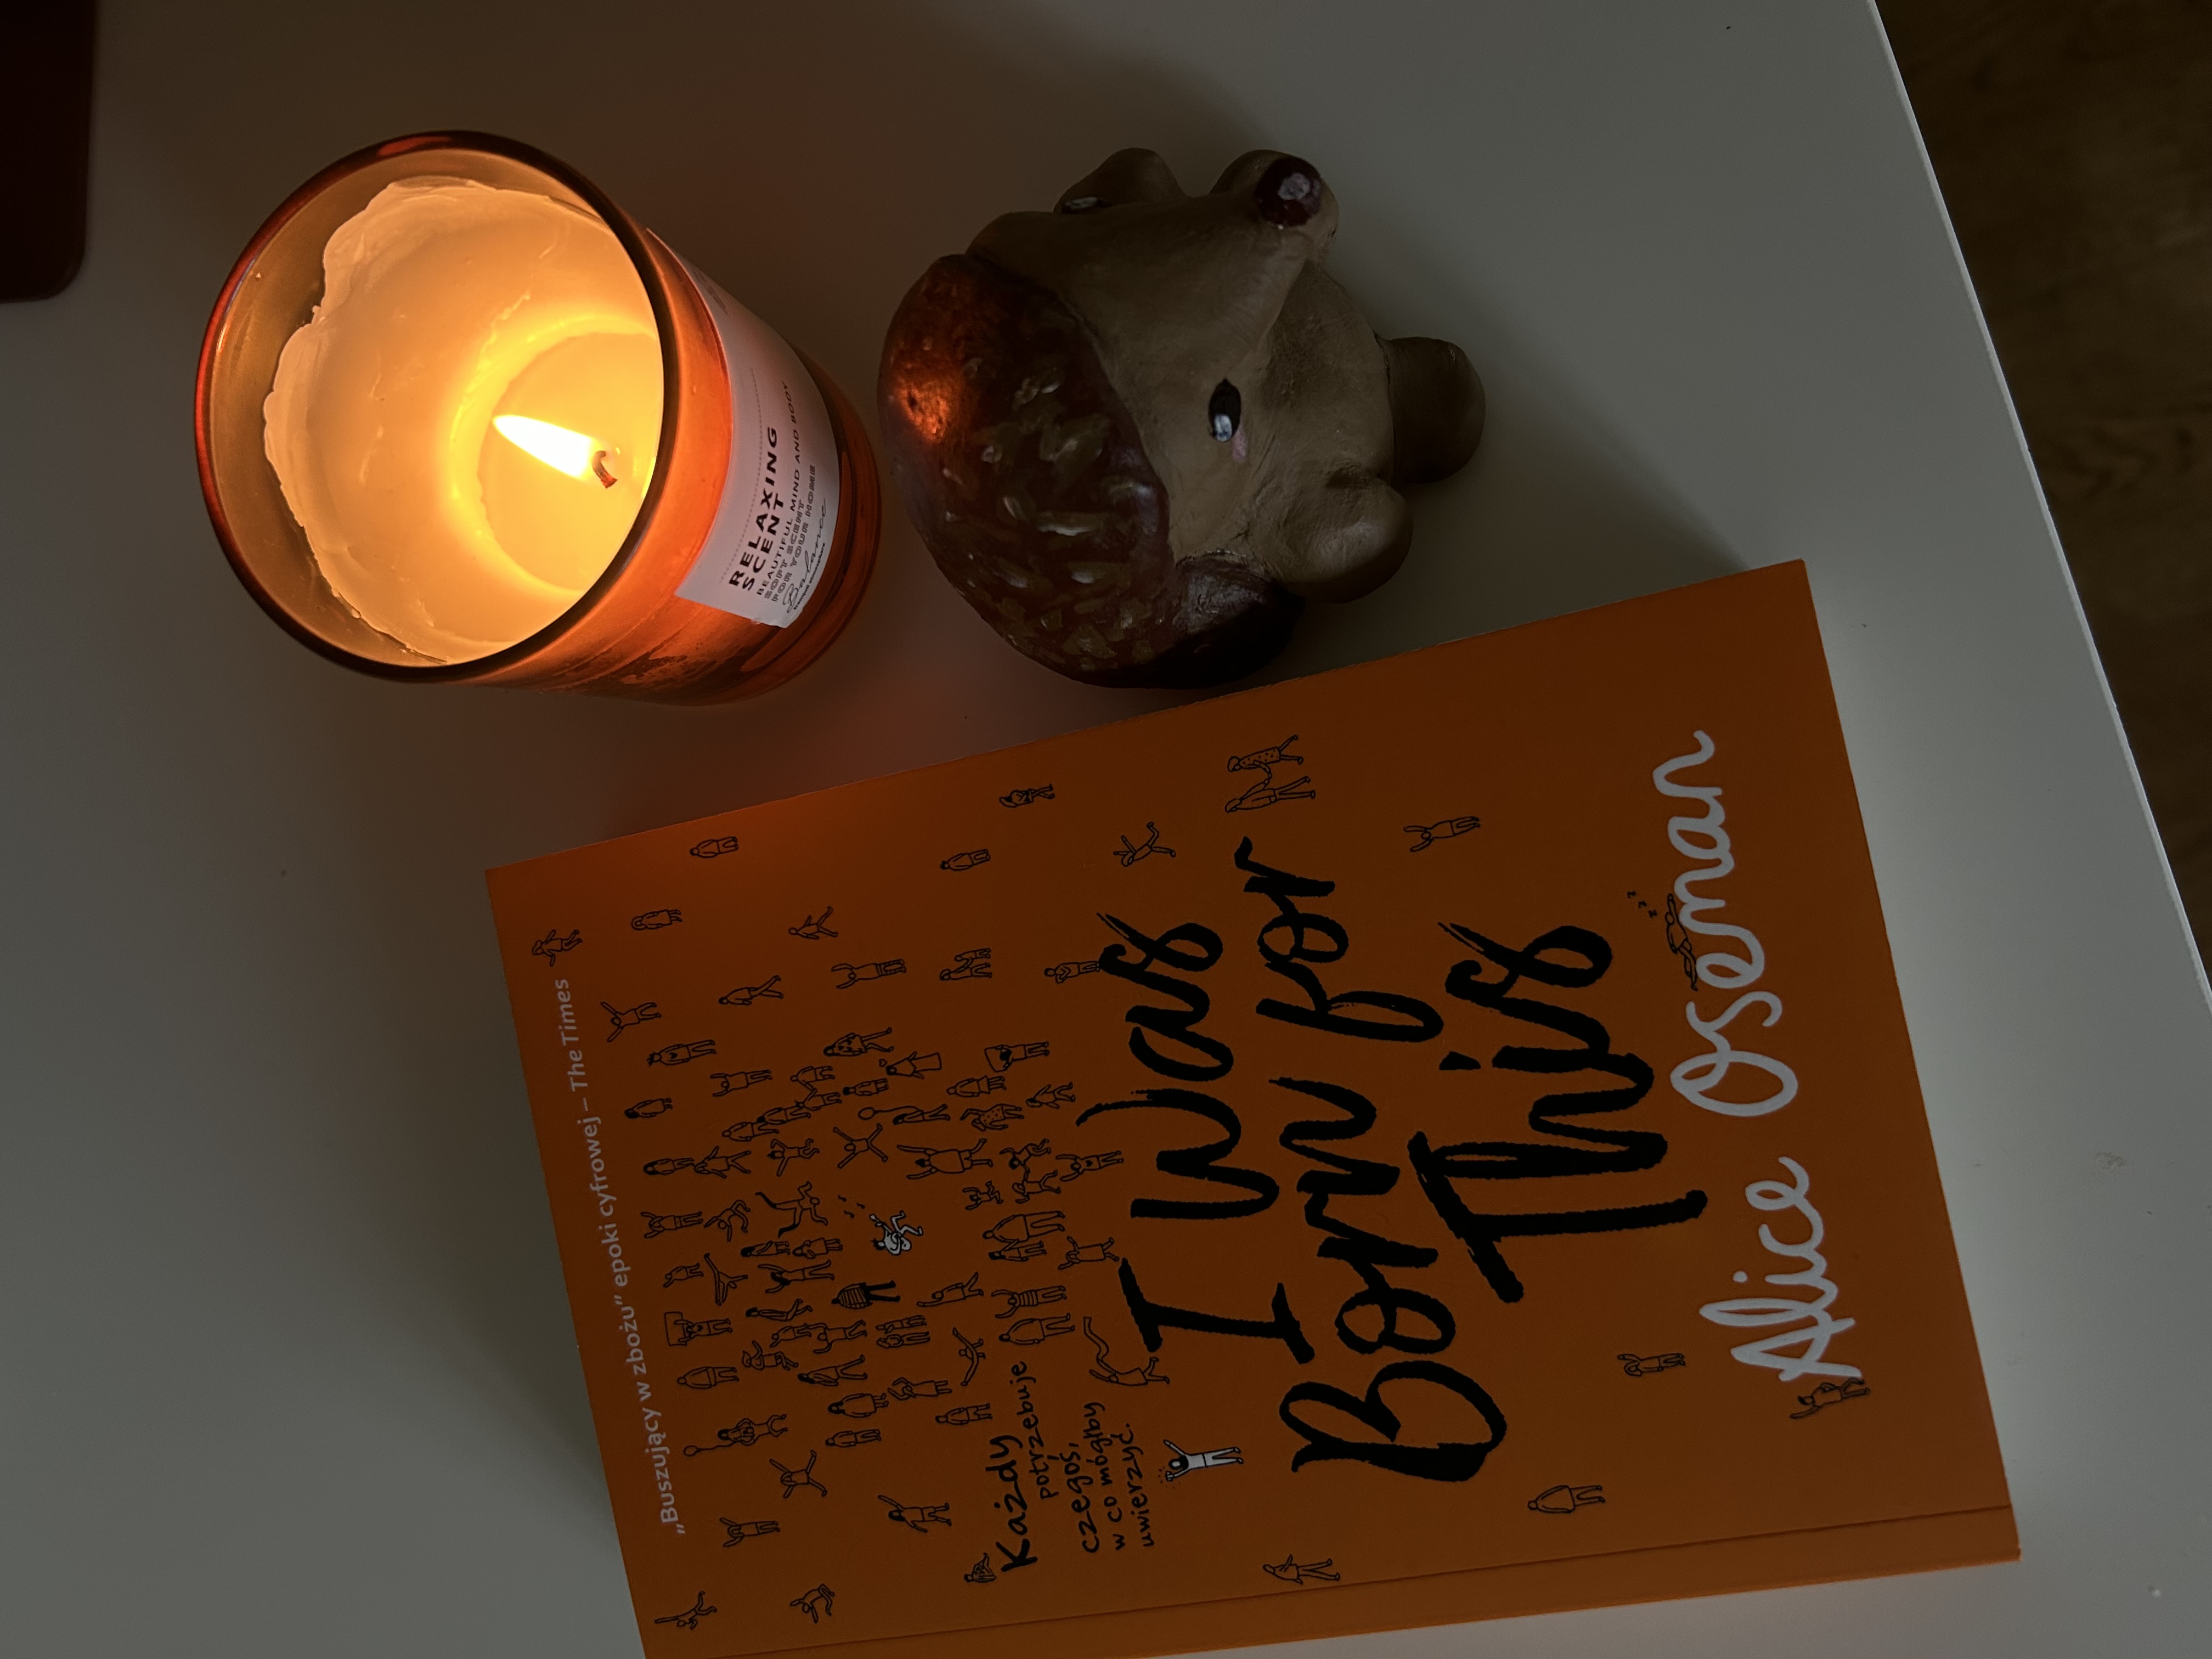 „Buszujący w zbożu” epoki cyfrowej – The Times
Każdy
potrzebuje
czegoś,
w co mógłby
uwierzyć.
I Was
Born for
This
zzz
Alice Oseman
RELAXING
SCENT
BEAUTIFUL MIND AND BODY
SOFT SCENT
FOR YOUR HOME
Balance